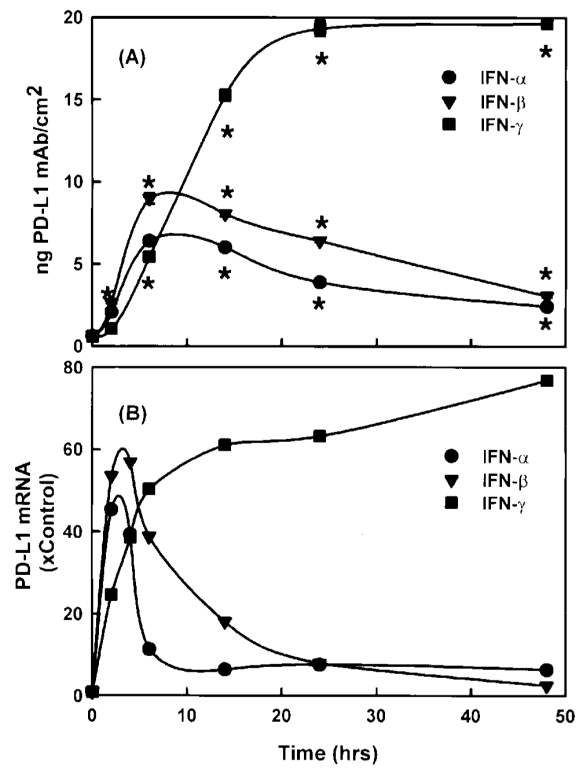 (A)
ng PD-L1 mAb/cm²
20
15
10
5
0
IFN-α
IFN-β
IFN-γ
*
*
*
*
*
*
*
*
*
*
*
*
(B)
PD-L1 mRNA
(xControl)
80
60
40
20
0
IFN-α
IFN-β
IFN-γ
0 10 20 30 40 50
Time (hrs)